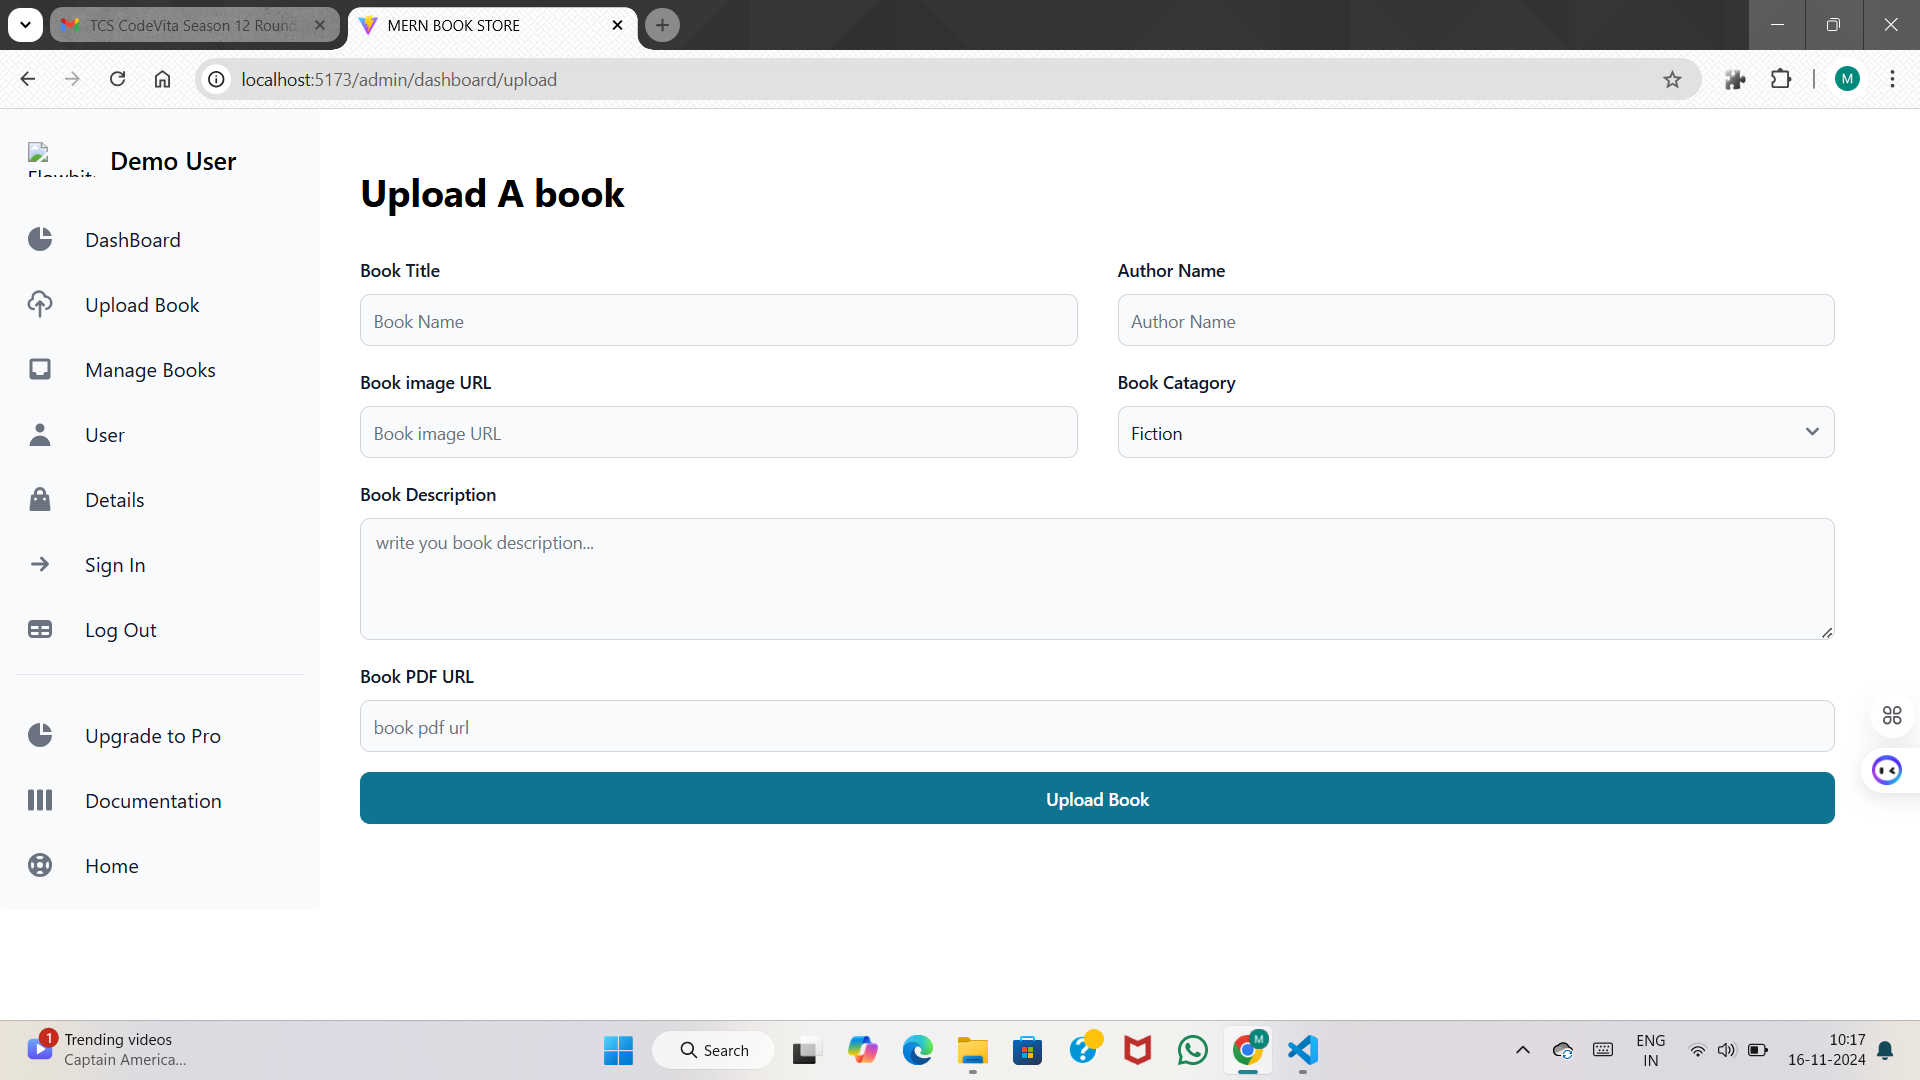 TCS CodeVita Season 12 Round
MERN BOOK STORE
localhost:5173/admin/dashboard/upload
M
Demo User
DashBoard
Upload Book
Manage Books
User
Details
Sign In
Log Out
Upgrade to Pro
Documentation
Home
Upload A book
Book Title
Author Name
Book Name
Author Name
Book image URL
Book Catagory
Book image URL
Fiction
Book Description
write you book description...
Book PDF URL
book pdf url
Upload Book
1
Trending videos
Captain America...
Search
M
ENG
IN
10:17
16-11-2024